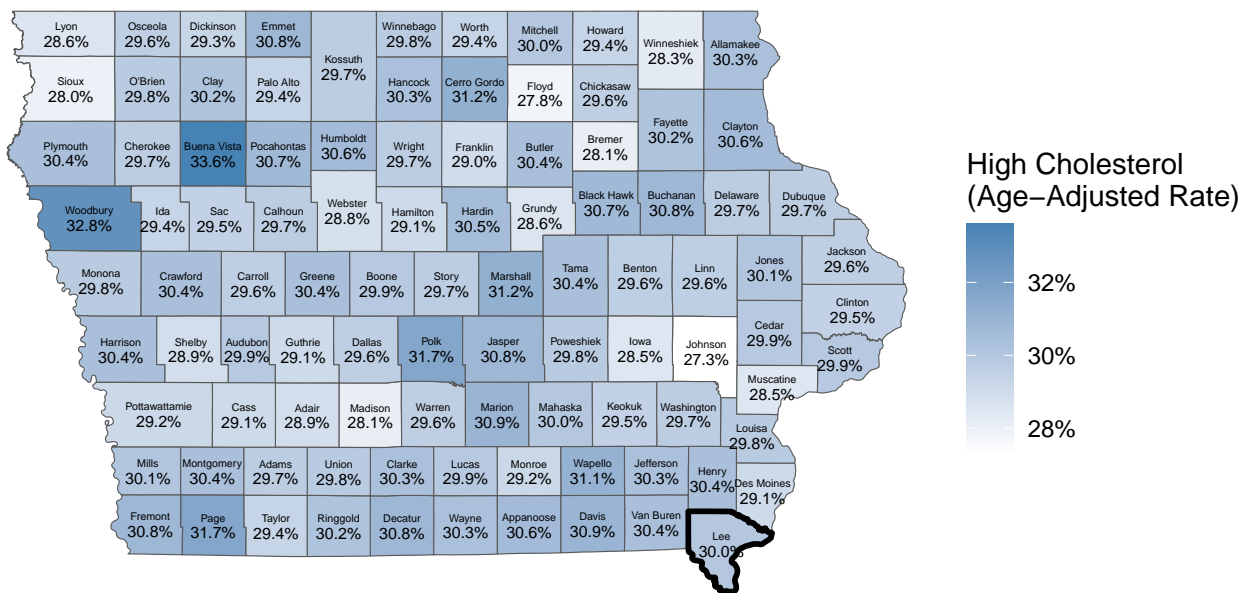 Lyon
28.6%
Osceola
29.6%
Dickinson
29.3%
Emmet
30.8%
Kossuth
29.7%
Winnebago
29.8%
Worth
29.4%
Mitchell
30.0%
Howard
29.4%
Winneshiek
28.3%
Allamakee
30.3%
Sioux
28.0%
O'Brien
29.8%
Clay
30.2%
Palo Alto
29.4%
Hancock
30.3%
Cerro Gordo
31.2%
Floyd
27.8%
Chickasaw
29.6%
Fayette
30.2%
Clayton
30.6%
Plymouth
30.4%
Cherokee
29.7%
Buena Vista
33.6%
Pocahontas
30.7%
Humboldt
30.6%
Wright
29.7%
Franklin
29.0%
Butler
30.4%
Bremer
28.1%
Woodbury
32.8%
Ida
29.4%
Sac
29.5%
Calhoun
29.7%
Webster
28.8%
Hamilton
29.1%
Hardin
30.5%
Grundy
28.6%
Black Hawk
30.7%
Buchanan
30.8%
Delaware
29.7%
Dubuque
29.7%
Monona
29.8%
Crawford
30.4%
Carroll
29.6%
Greene
30.4%
Boone
29.9%
Story
29.7%
Marshall
31.2%
Tama
30.4%
Benton
29.6%
Linn
29.6%
Jones
30.1%
Jackson
29.6%
Clinton
29.5%
Harrison
30.4%
Shelby
28.9%
Audubon
29.9%
Guthrie
29.1%
Dallas
29.6%
Polk
31.7%
Jasper
30.8%
Poweshiek
29.8%
Iowa
28.5%
Johnson
27.3%
Cedar
29.9%
Scott
29.9%
Muscatine
28.5%
Pottawattamie
29.2%
Cass
29.1%
Adair
28.9%
Madison
28.1%
Warren
29.6%
Marion
30.9%
Mahaska
30.0%
Keokuk
29.5%
Washington
29.7%
Louisa
29.8%
Mills
30.1%
Montgomery
30.4%
Adams
29.7%
Union
29.8%
Clarke
30.3%
Lucas
29.9%
Monroe
29.2%
Wapello
31.1%
Jefferson
30.3%
Henry
30.4%
Des Moines
29.1%
Fremont
30.8%
Page
31.7%
Taylor
29.4%
Ringgold
30.2%
Decatur
30.8%
Wayne
30.3%
Appanoose
30.6%
Davis
30.9%
Van Buren
30.4%
Lee
30.0%
High Cholesterol
(Age−Adjusted Rate)
32%
30%
28%